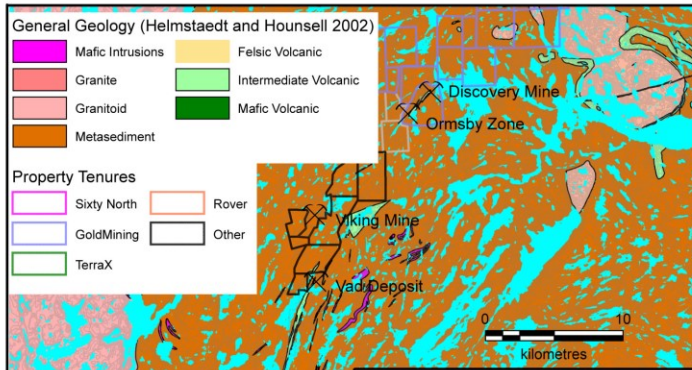 General Geology (Helmstaedt and Hounsell 2002)
Mafic Intrusions
Felsic Volcanic
Granite
Intermediate Volcanic
Granitoid
Mafic Volcanic
Metasediment
Property Tenures
Sixty North
Rover
GoldMining
Other
TerraX
Discovery Mine
Ormsby Zone
Viking Mine
Vad Deposit
0 10
kilometres